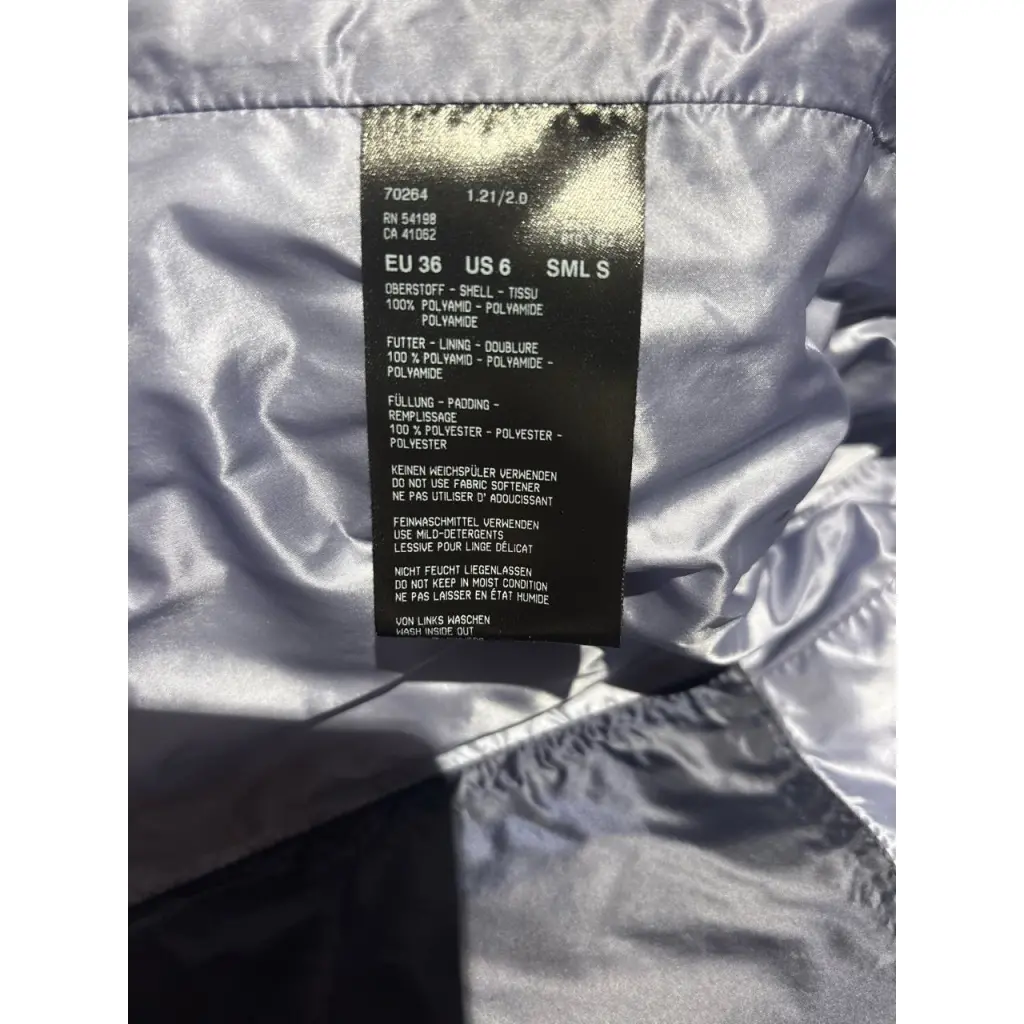 70264 1.21/2.0
RN 54198
CA 41062
EU 36 US 6 SML S
OBERSTOFF - SHELL - TISSU
100% POLYAMID - POLYAMIDE
POLYAMIDE
FUTTER - LINING - DOUBLURE
100 % POLYAMID - POLYAMIDE -
POLYAMIDE
FÜLLUNG - PADDING -
REMPLISSAGE
100 % POLYESTER - POLYESTER -
POLYESTER
KEINEN WEICHSPÜLER VERWENDEN
DO NOT USE FABRIC SOFTENER
NE PAS UTILISER D' ADOUCISSANT
FEINWASCHMITTEL VERWENDEN
USE MILD-DETERGENTS
LESSIVE POUR LINGE DÉLICAT
NICHT FEUCHT LIEGENLASSEN
DO NOT KEEP IN MOIST CONDITION
NE PAS LAISSER EN ÉTAT HUMIDE
VON LINKS WASCHEN
WASH INSIDE OUT